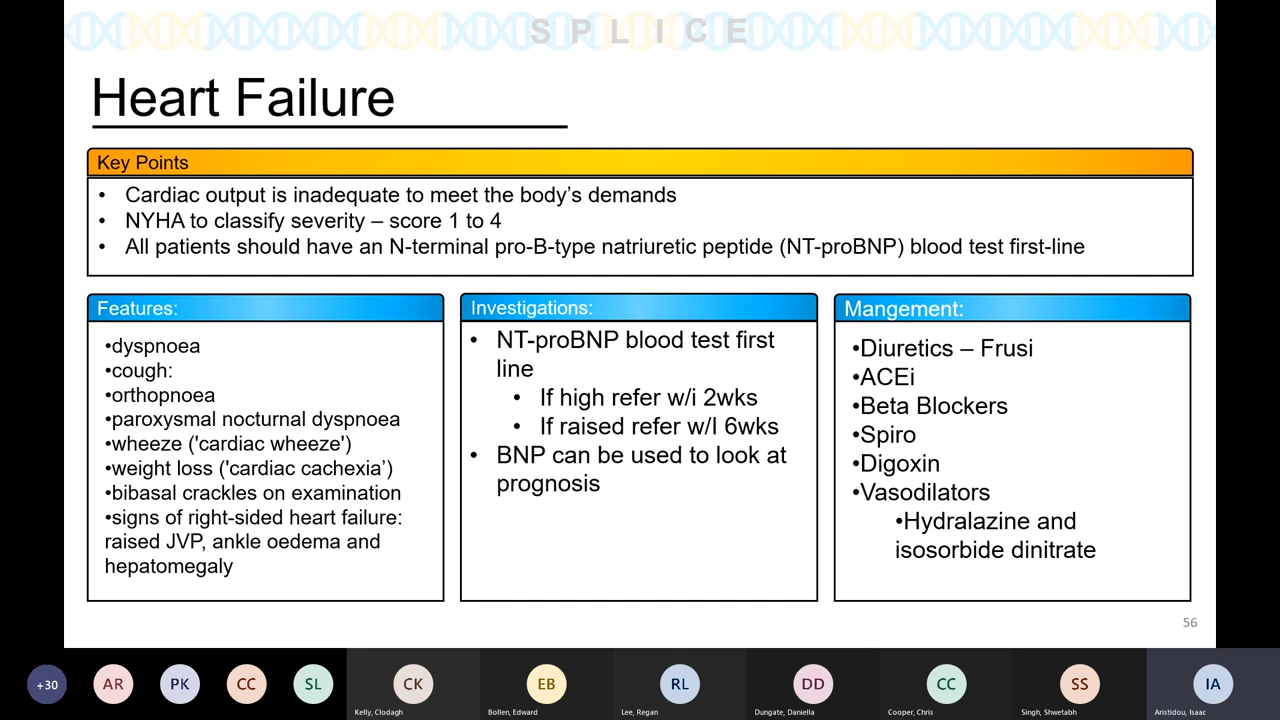 SPLICE
Heart Failure
Key Points
• Cardiac output is inadequate to meet the body’s demands
• NYHA to classify severity – score 1 to 4
• All patients should have an N-terminal pro-B-type natriuretic peptide (NT-proBNP) blood test first-line
Features:
•dyspnoea
•cough:
•orthopnoea
•paroxysmal nocturnal dyspnoea
•wheeze ('cardiac wheeze')
•weight loss ('cardiac cachexia’)
•bibasal crackles on examination
•signs of right-sided heart failure:
raised JVP, ankle oedema and
hepatomegaly
Investigations:
• NT-proBNP blood test first
line
• If high refer w/i 2wks
• If raised refer w/I 6wks
• BNP can be used to look at
prognosis
Mangement:
•Diuretics – Frusi
•ACEi
•Beta Blockers
•Spiro
•Digoxin
•Vasodilators
•Hydralazine and
isosorbide dinitrate
56
+30
AR
PK
CC
SL
CK
EB
RL
DD
CC
SS
IA
Kelly, Clodagh
Bollen, Edward
Lee, Regan
Dungate, Daniella
Cooper, Chris
Singh, Shwetabh
Aristidou, Isaac